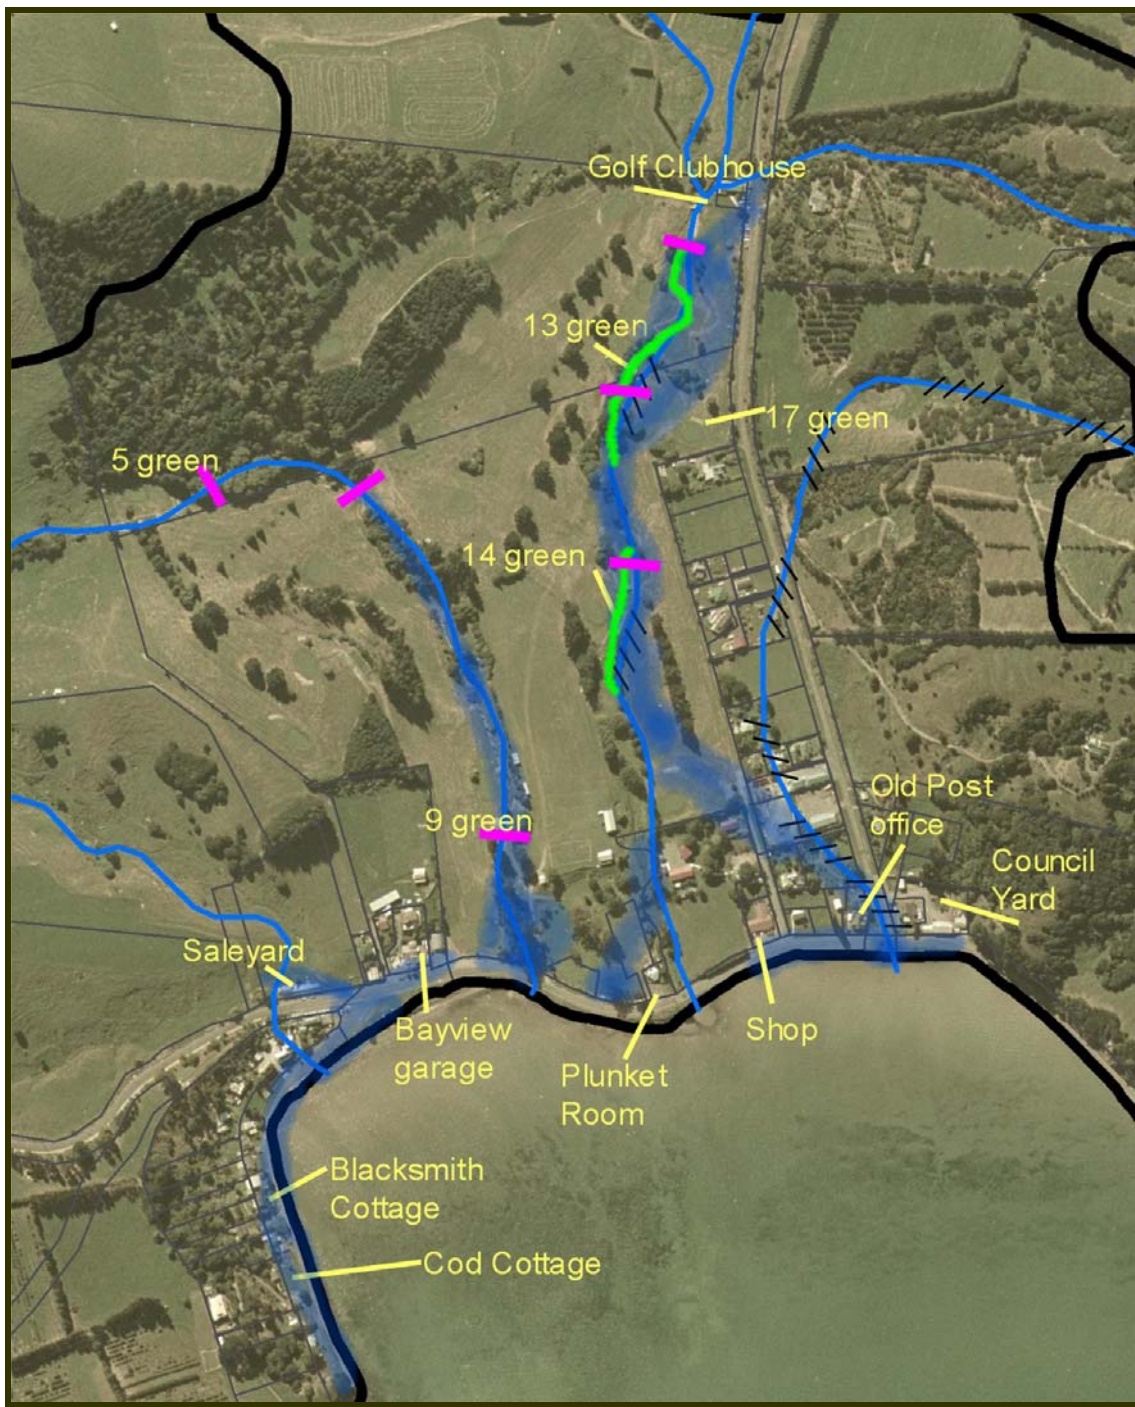 Golf Clubhouse
13 green
17 green
5 green
14 green
Old Post
office
9 green
Council
Yard
Saleyard
Bayview
garage
Shop
Plunket
Room
Blacksmith
Cottage
Cod Cottage